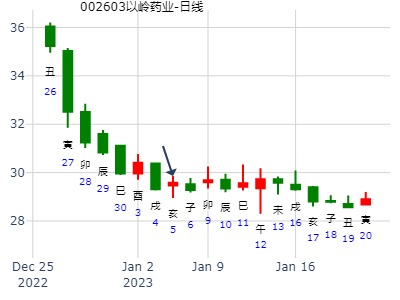 002603以岭药业-日线
36
34
32
30
28
丑
26
寅
27
卯
28
辰
29
巳
30
酉
3
戌
4
亥
5
子
6
卯
9
辰
10
巳
11
午
12
未
13
戌
16
亥
17
子
18
丑
19
寅
20
Dec 25
2022
Jan 2
2023
Jan 9
Jan 16